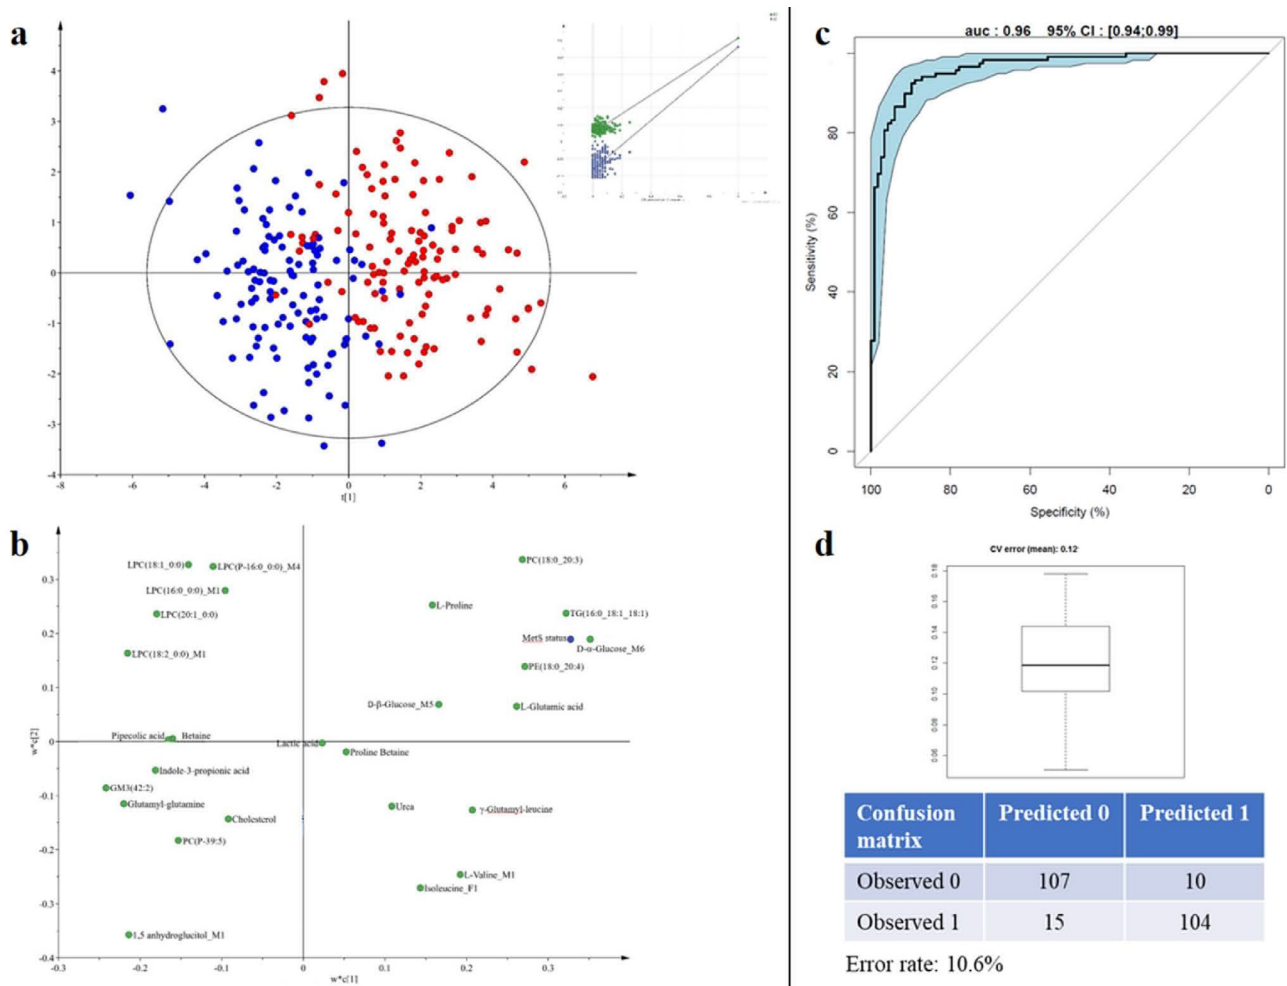 a
4
3
2
1
0
-1
-2
-3
-4
-8
-6
-4
-2
0
2
4
6
t[1]
b
LPC(18:1_0:0)
LPC(P-16:0_0:0)_M4
PC(18:0_20:3)
LPC(16:0_0:0)_M1
L-Proline
LPC(20:1_0:0)
TG(16:0_18:1_18:1)
MetS status
D-α-Glucose_M6
LPC(18:2_0:0)_M1
PE(18:0_20:4)
D-β-Glucose_M5
L-Glutamic acid
Pipecolic acid
Betaine
Lactic acid
Proline Betaine
Indole-3-propionic acid
GM3(42:2)
Glutamyl-glutamine
Urea
γ-Glutamyl-leucine
Cholesterol
PC(P-39:5)
L-Valine_M1
Isoleucine_F1
1,5 anhydroglucitol_M1
w*c[2]
0.3
0.2
0.1
0
-0.1
-0.2
-0.3
-0.4
-0.3
-0.2
-0.1
0
0.1
0.2
0.3
w*c[1]
c
auc : 0.96 95% CI : [0.94;0.99]
Sensitivity (%)
80
60
40
20
0
100
80
60
40
20
0
Specificity (%)
d
CV error (mean): 0.12
0.18
0.16
0.14
0.12
0.10
0.08
0.06
Confusion matrix Predicted 0 Predicted 1
Observed 0 107 10
Observed 1 15 104
Error rate: 10.6%